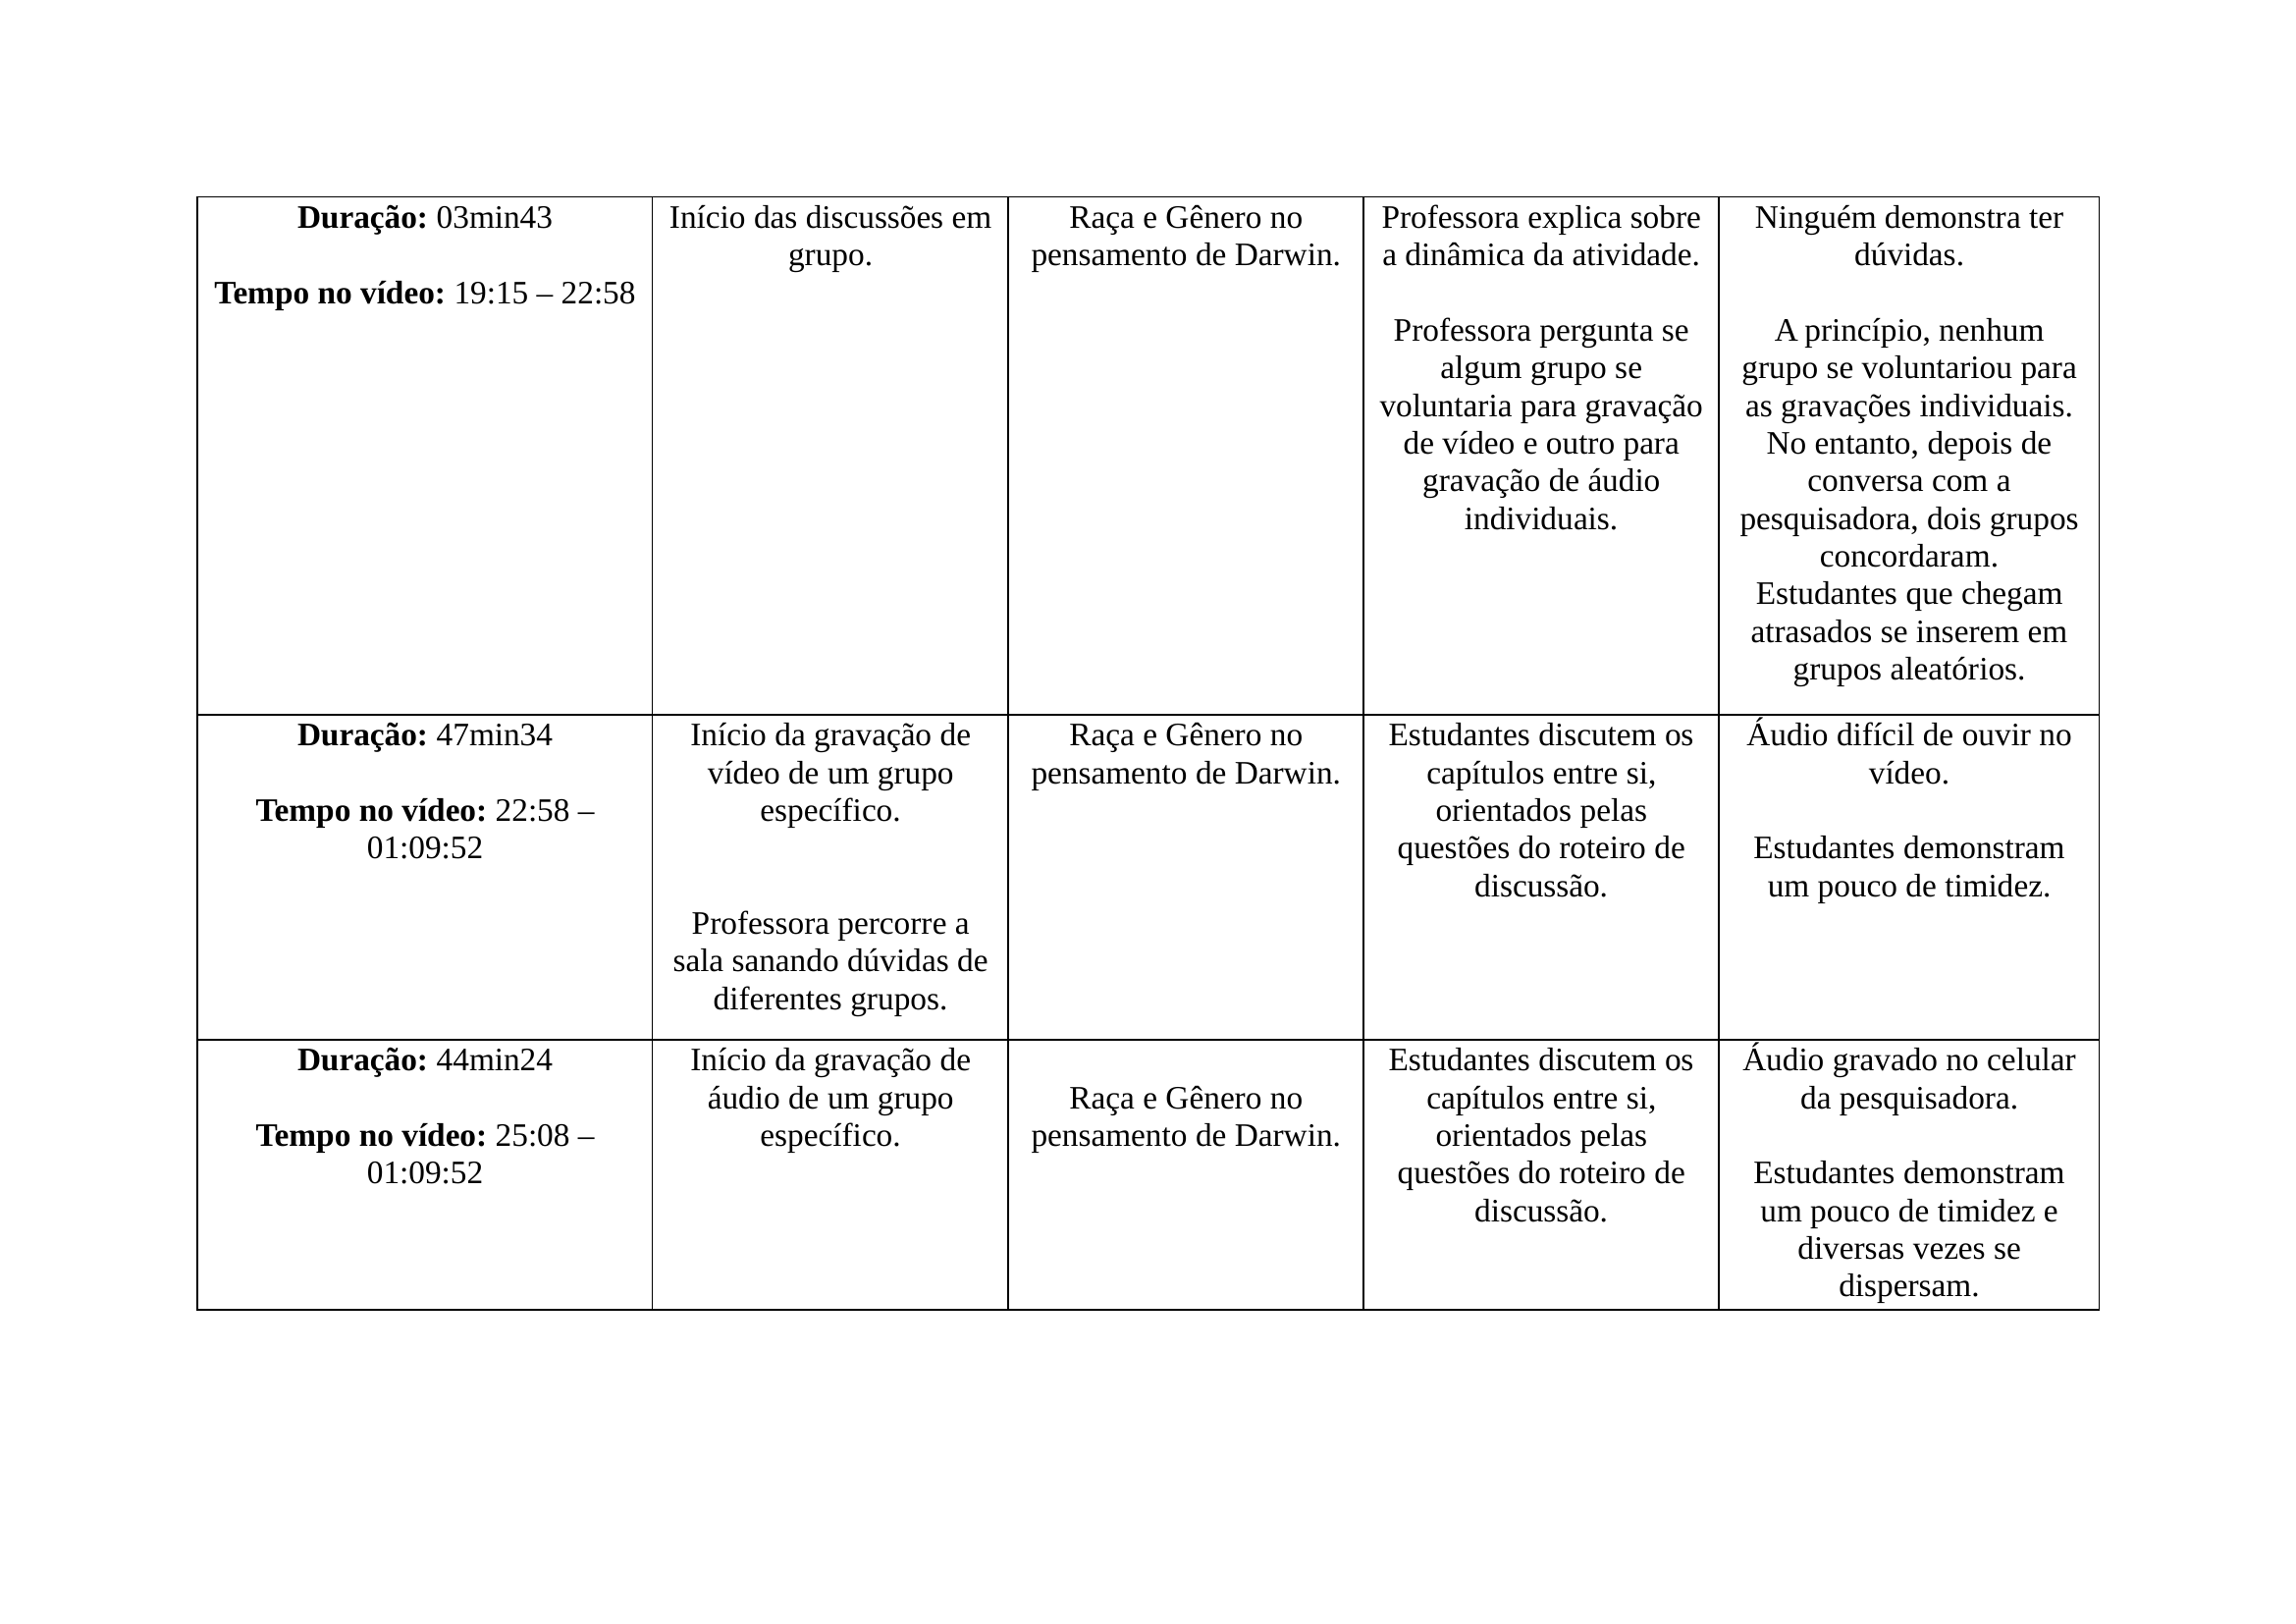 Duração: 03min43
Tempo no vídeo: 19:15 – 22:58
Início das discussões em
grupo.
Raça e Gênero no
pensamento de Darwin.
Professora explica sobre
a dinâmica da atividade.
Professora pergunta se
algum grupo se
voluntaria para gravação
de vídeo e outro para
gravação de áudio
individuais.
Ninguém demonstra ter
dúvidas.
A princípio, nenhum
grupo se voluntariou para
as gravações individuais.
No entanto, depois de
conversa com a
pesquisadora, dois grupos
concordaram.
Estudantes que chegam
atrasados se inserem em
grupos aleatórios.
Duração: 47min34
Tempo no vídeo: 22:58 –
01:09:52
Início da gravação de
vídeo de um grupo
específico.
Professora percorre a
sala sanando dúvidas de
diferentes grupos.
Raça e Gênero no
pensamento de Darwin.
Estudantes discutem os
capítulos entre si,
orientados pelas
questões do roteiro de
discussão.
Áudio difícil de ouvir no
vídeo.
Estudantes demonstram
um pouco de timidez.
Duração: 44min24
Tempo no vídeo: 25:08 –
01:09:52
Início da gravação de
áudio de um grupo
específico.
Raça e Gênero no
pensamento de Darwin.
Estudantes discutem os
capítulos entre si,
orientados pelas
questões do roteiro de
discussão.
Áudio gravado no celular
da pesquisadora.
Estudantes demonstram
um pouco de timidez e
diversas vezes se
dispersam.